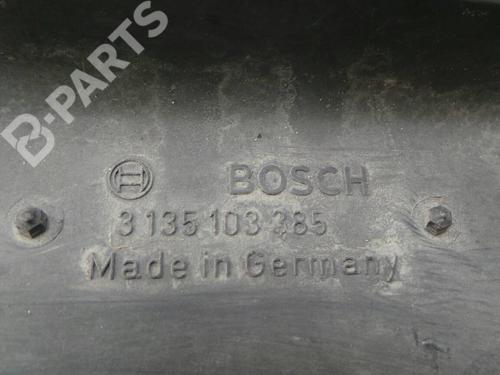 B-PARTS
BOSCH
3 135 103 385
Made in Germany